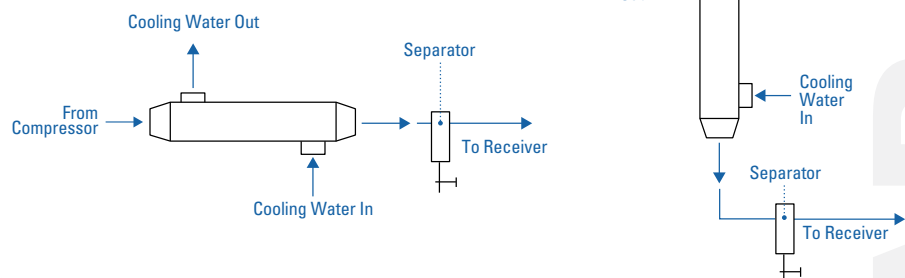 Cooling Water Out
Separator
From
Compressor
To Receiver
Cooling Water In
Cooling
Water
In
Separator
To Receiver